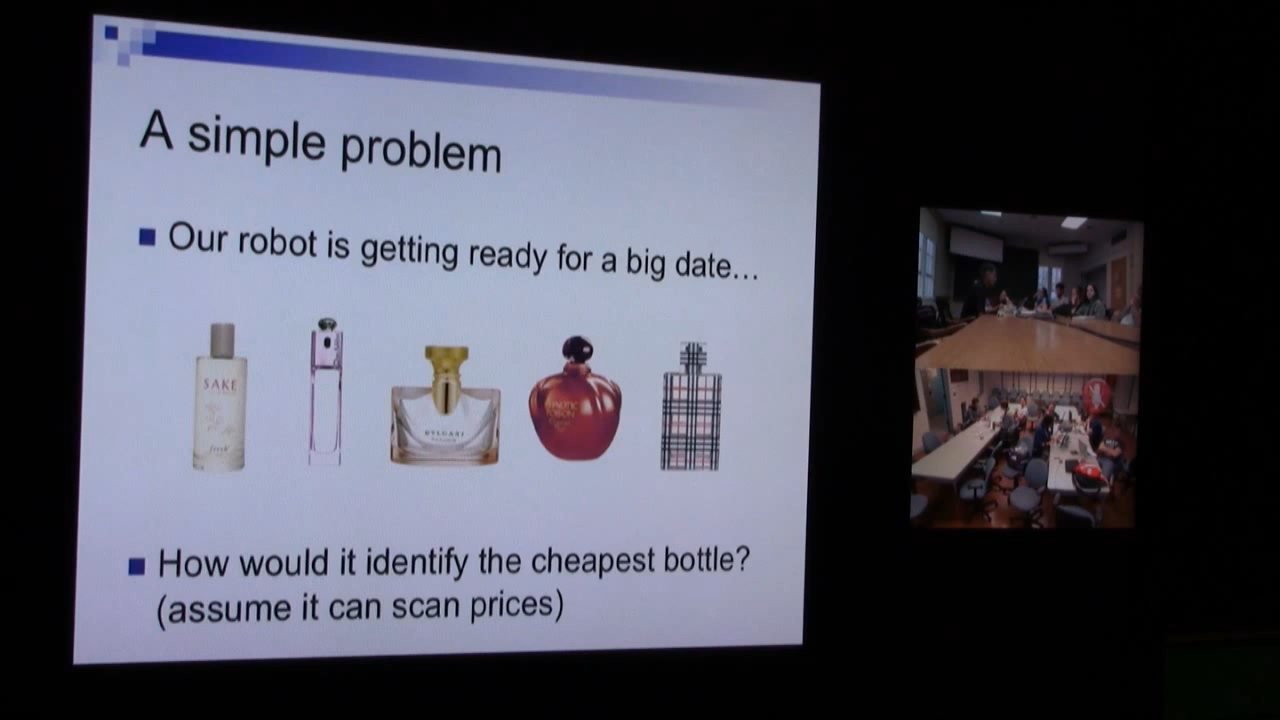 A simple problem
Our robot is getting ready for a big date...
SAKE
fresh
BVLGARI
How would it identify the cheapest bottle?
(assume it can scan prices)